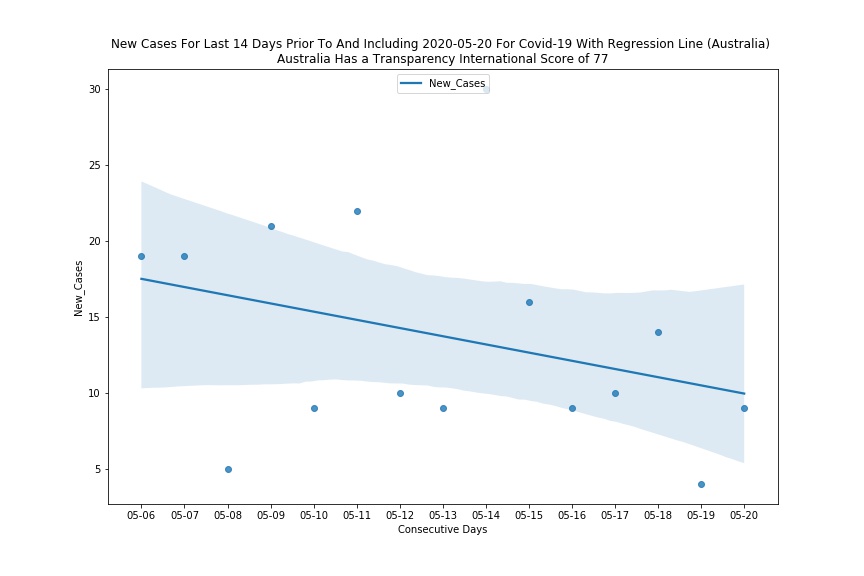 New Cases For Last 14 Days Prior To And Including 2020-05-20 For Covid-19 With Regression Line (Australia)
Australia Has a Transparency International Score of 77
New_Cases
30
25
20
15
10
5
New_Cases
05-06 05-07 05-08 05-09 05-10 05-11 05-12 05-13 05-14 05-15 05-16 05-17 05-18 05-19 05-20
Consecutive Days